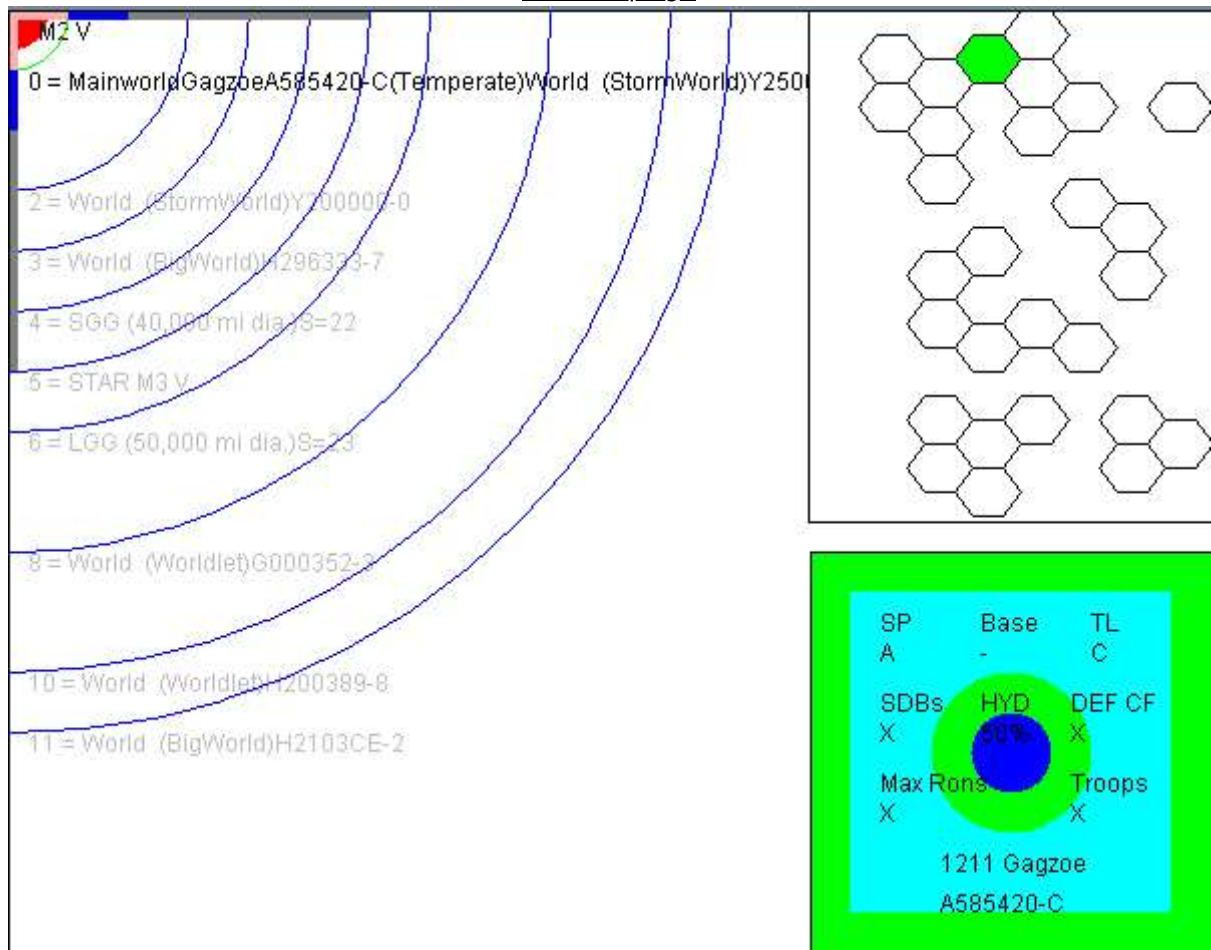 M2 V
0 = MainworldGagzoeA585420-C(Temperate)World (StormWorld)Y2500
2 = World (StormWorld)Y200000-0
3 = World (BigWorld)H296333-7
4 = SGG (40,000 mi dia.)S=22
5 = STAR M3 V
6 = LGG (50,000 mi dia.)S=23
8 = World (Worldlet)G000352-3
10 = World (Worldlet)H200389-8
11 = World (BigWorld)H2103CE-2
SP Base TL
A - C
SDBs HYD DEF CF
X 50% X
Max Rons Troops
X X
1211 Gagzoe
A585420-C